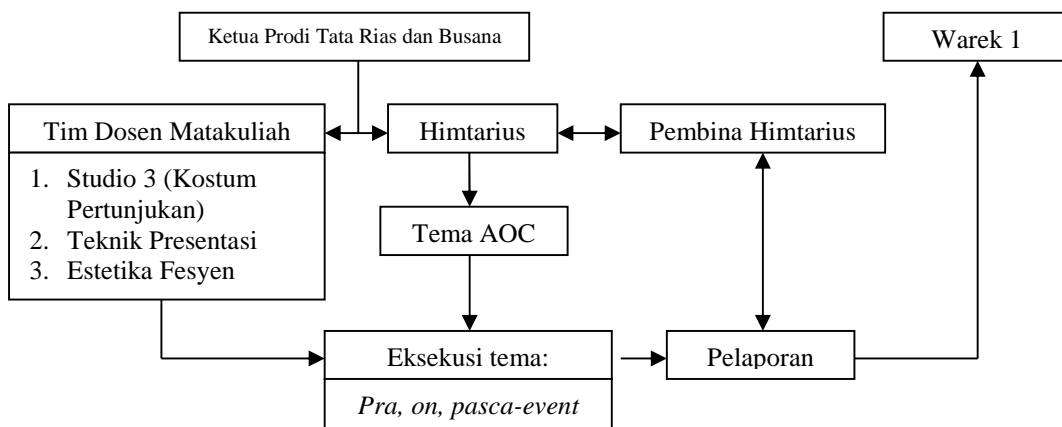 Ketua Prodi Tata Rias dan Busana
Warek 1
Tim Dosen Matakuliah
Himtarius
Pembina Himtarius
1. Studio 3 (Kostum
Pertunjukan)
2. Teknik Presentasi
3. Estetika Fesyen
Tema AOC
Eksekusi tema:
Pra, on, pasca-event
Pelaporan